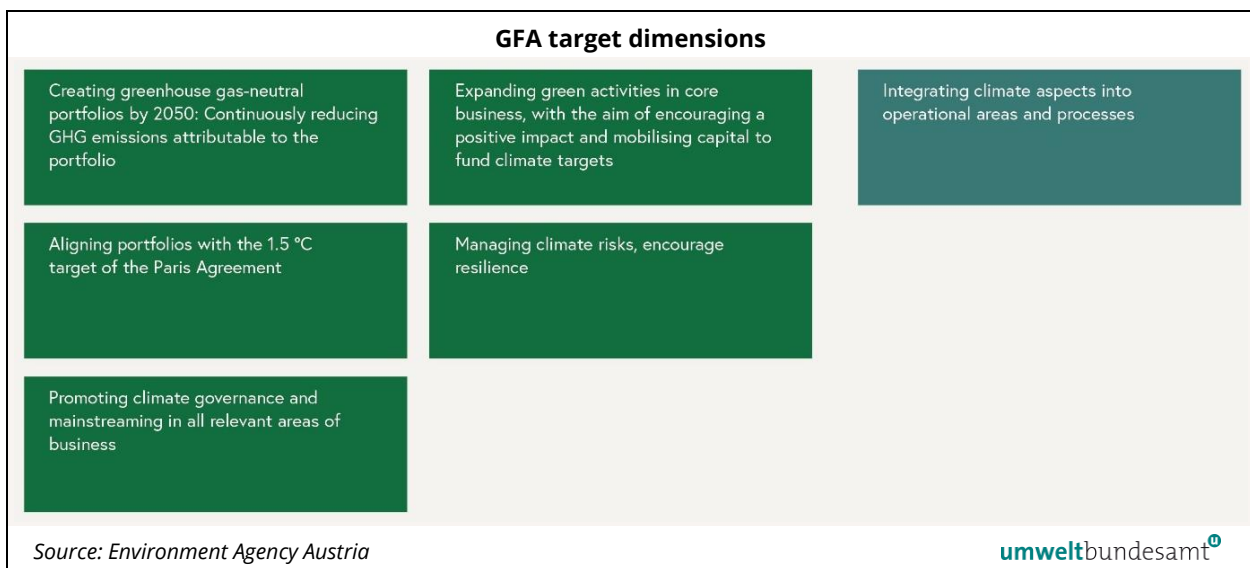 GFA target dimensions
Creating greenhouse gas-neutral
portfolios by 2050: Continuously reducing
GHG emissions attributable to the
portfolio
Expanding green activities in core
business, with the aim of encouraging a
positive impact and mobilising capital to
fund climate targets
Integrating climate aspects into
operational areas and processes
Aligning portfolios with the 1.5 °C
target of the Paris Agreement
Managing climate risks, encourage
resilience
Promoting climate governance and
mainstreaming in all relevant areas of
business
Source: Environment Agency Austria
umweltbundesamt u